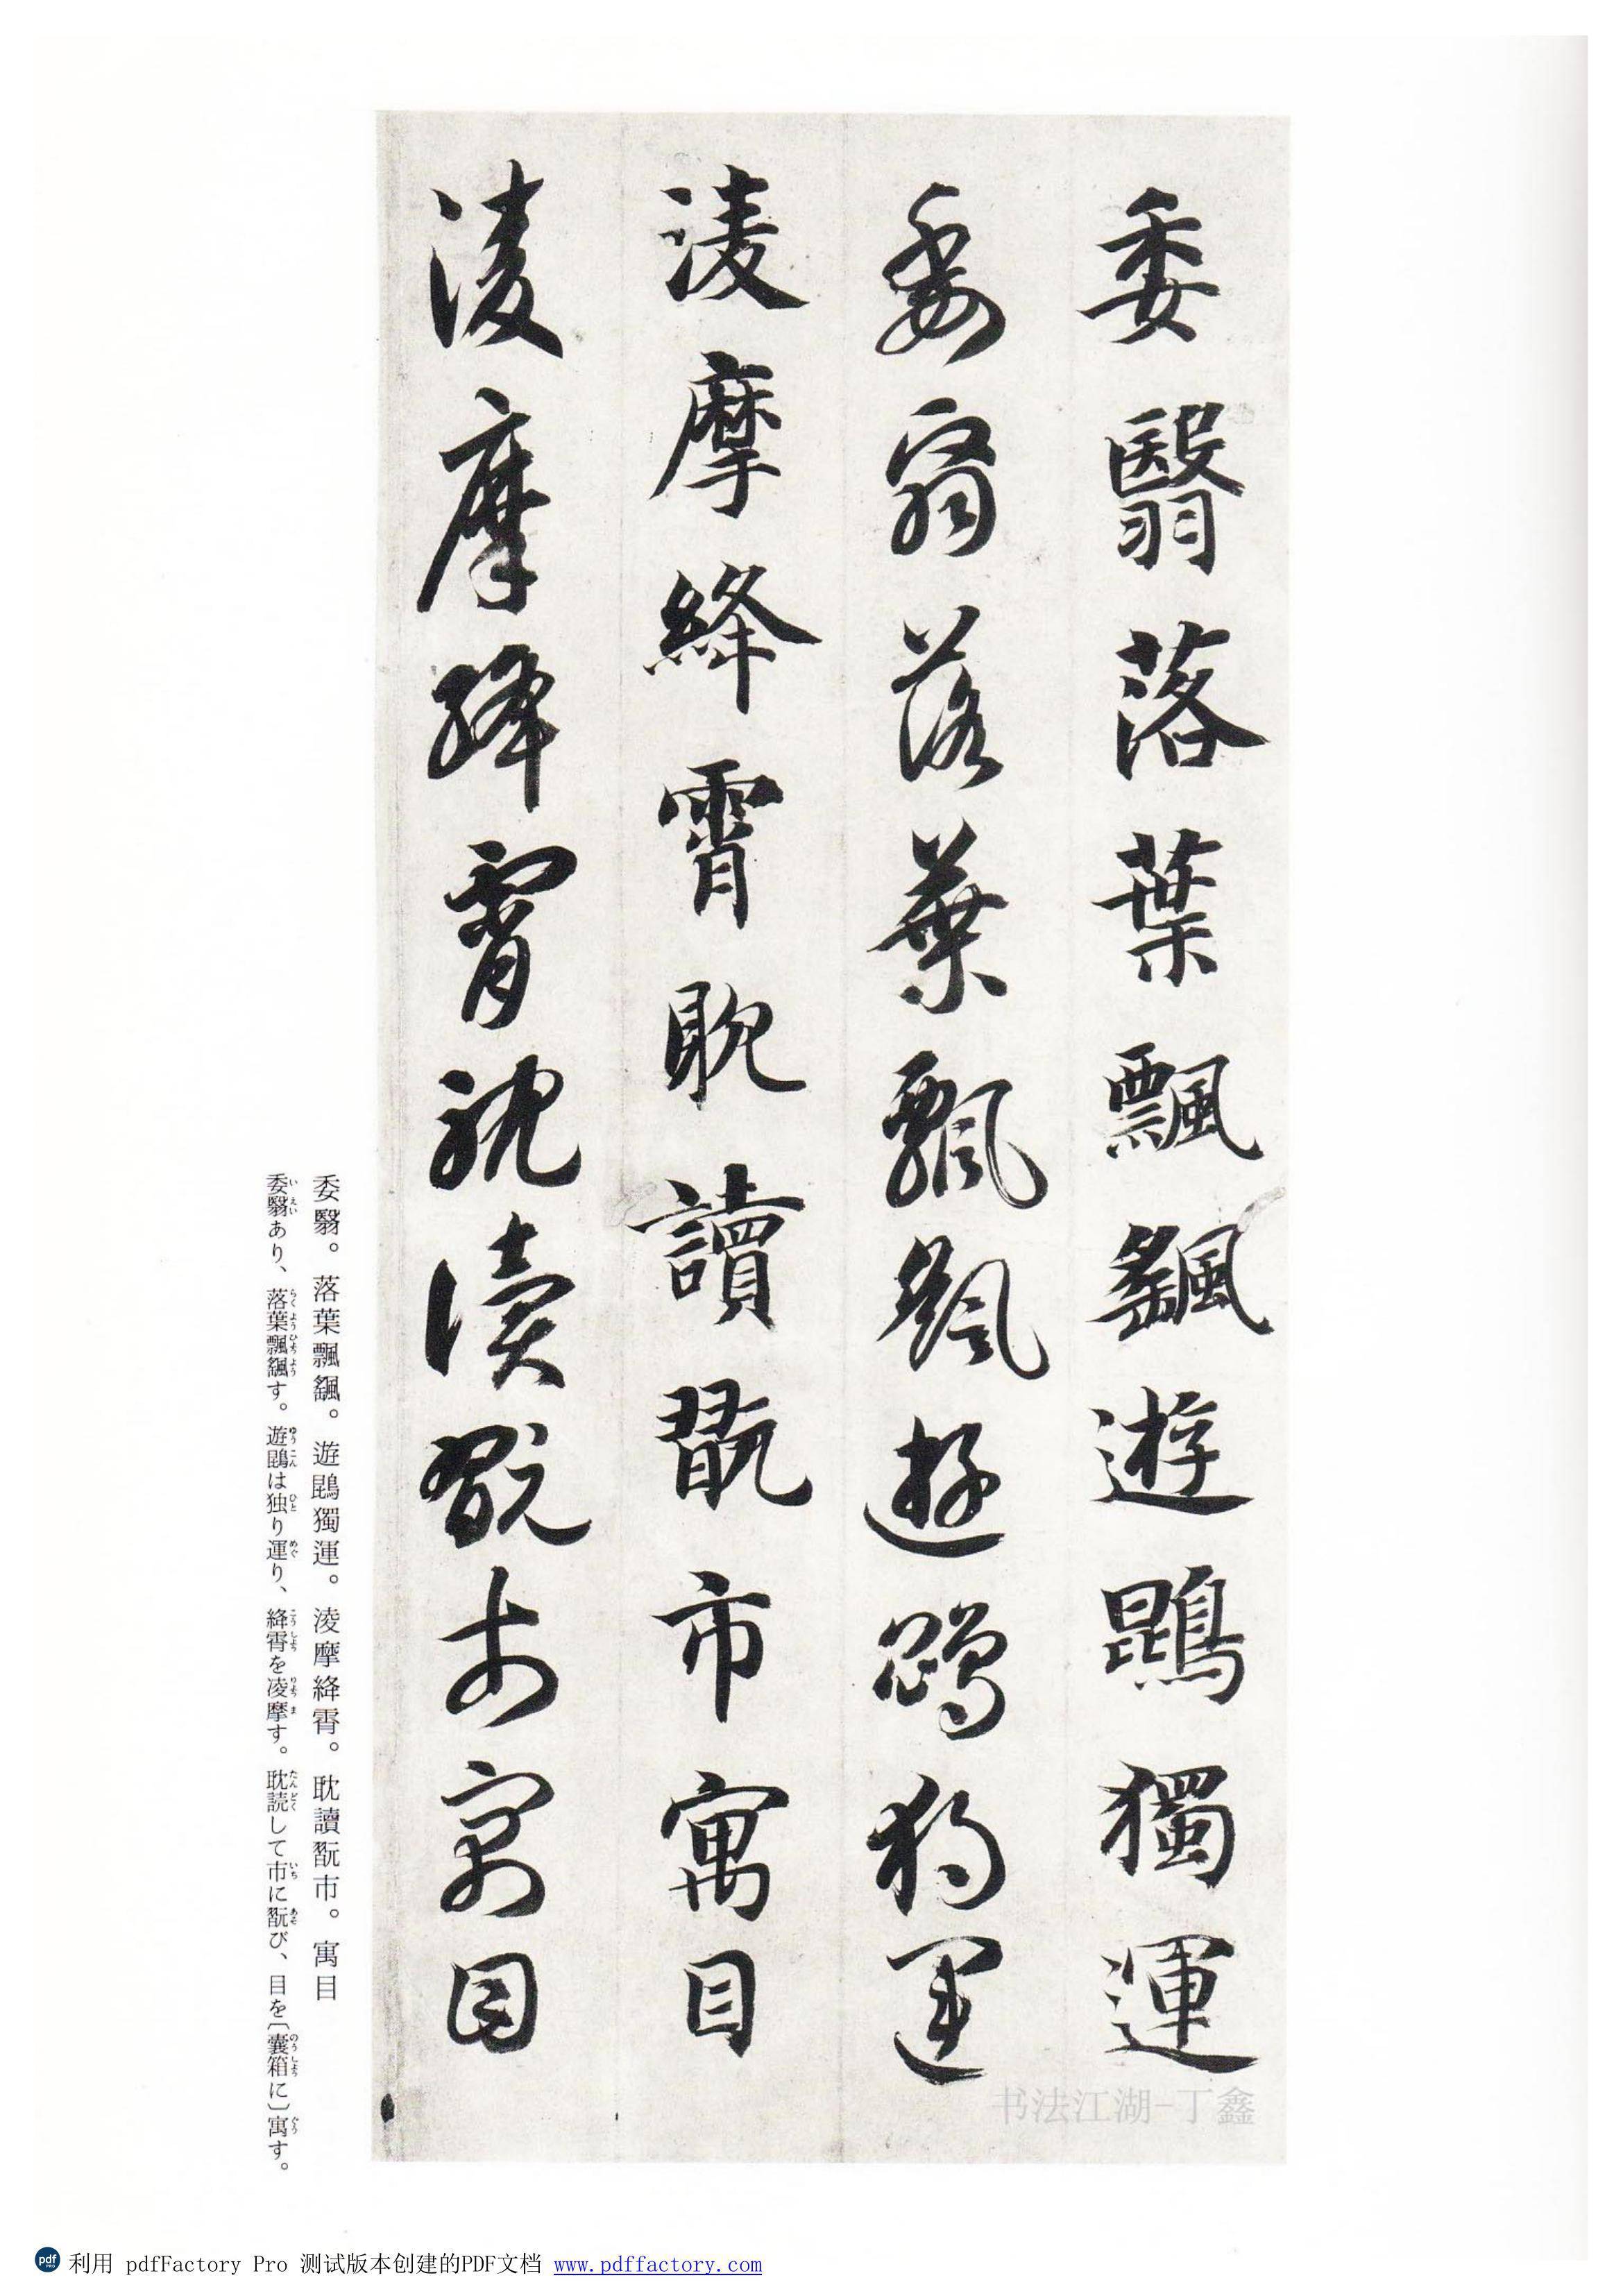 委翳落葉飄颻遊鵾獨運
委翳落葉飄颻遊鵾獨運
淩摩絳霄耽讀翫市寓目
淩摩絳霄耽讀翫市寓目
委翳。落葉飄颻。遊鵾獨運。淩摩絳霄。耽讀翫市。寓目
委翳あり、落葉飄颻す。遊鵾は独り運り、絳霄を凌摩す。耽読して市に翫び、目を〔囊箱に〕寓す。
书法江湖-丁鑫
利用 pdfFactory Pro 测试版本创建的PDF文档 www.pdffactory.com